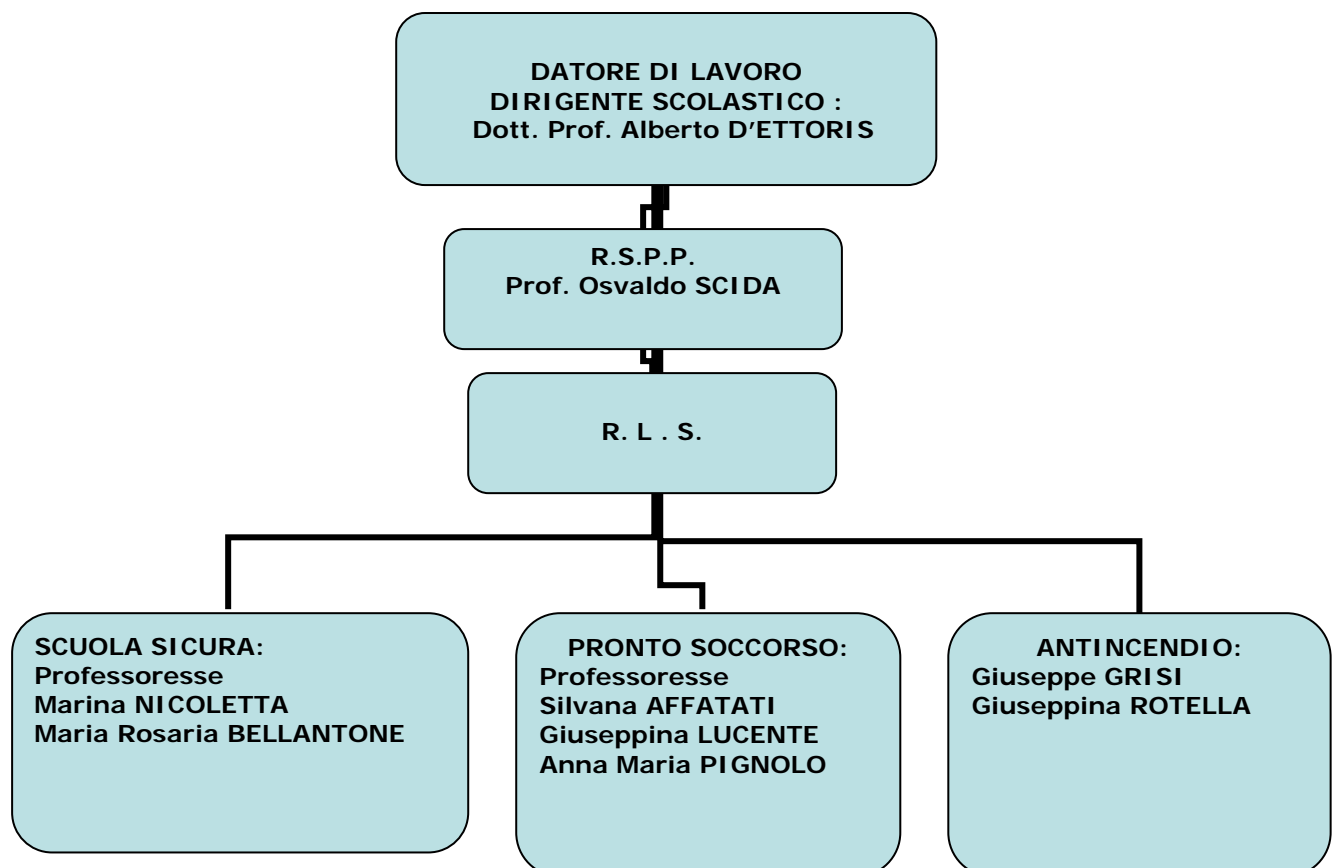 DATORE DI LAVORO
DIRIGENTE SCOLASTICO :
Dott. Prof. Alberto D'ETTORIS
R.S.P.P.
Prof. Osvaldo SCIDA
R. L . S.
SCUOLA SICURA:
Professoresse
Marina NICOLETTA
Maria Rosaria BELLANTONE
PRONTO SOCCORSO:
Professoresse
Silvana AFFATATI
Giuseppina LUCENTE
Anna Maria PIGNOLO
ANTINCENDIO:
Giuseppe GRISI
Giuseppina ROTELLA